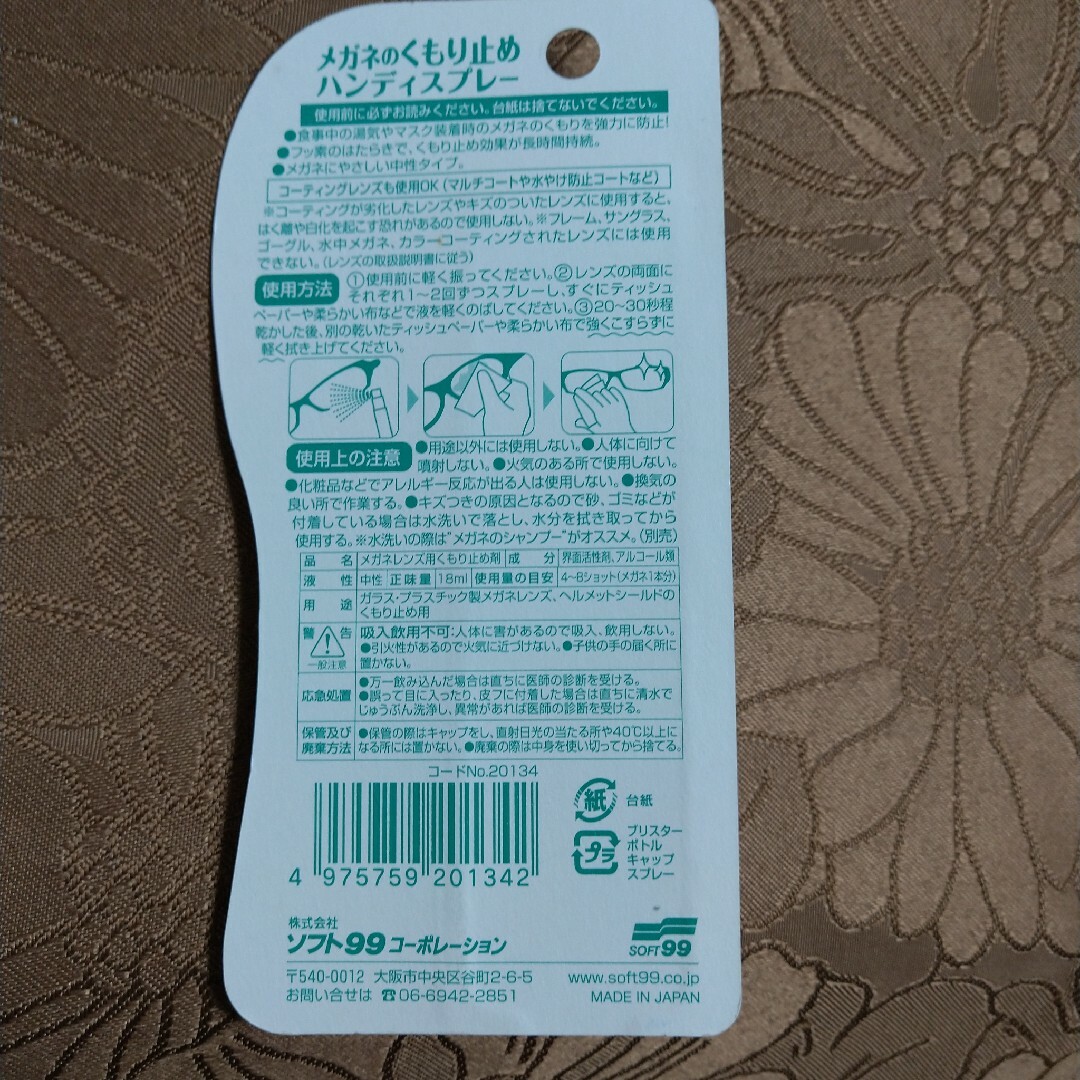 メガネのくもり止め
ハンディスプレー
使用前に必ずお読みください。台紙は捨てないでください。
●食事中の湯気やマスク装着時のメガネのくもりを強力に防止!
●フッ素のはたらきで、くもり止め効果が長時間持続。
●メガネにやさしい中性タイプ。
コーティングレンズも使用OK(マルチコートや水やけ防止コートなど)
※コーティングが劣化したレンズやキズのついたレンズに使用すると、
はく離や白化を起こす恐れがあるので使用しない。※フレーム、サングラス、
ゴーグル、水中メガネ、カラーコーティングされたレンズには使用
できない。(レンズの取扱説明書に従う)
使用方法 ①使用前に軽く振ってください。②レンズの両面に
それぞれ1〜2回ずつスプレーし、すぐにティッシュ
ペーパーや柔らかい布などで液を軽くのばしてください。③20〜30秒程
乾かした後、別の乾いたティッシュペーパーや柔らかい布で強くこすらずに
軽く拭き上げてください。
使用上の注意 ●用途以外には使用しない。●人体に向けて
噴射しない。●火気のある所で使用しない。
●化粧品などでアレルギー反応が出る人は使用しない。●換気の
良い所で作業する。●キズつきの原因となるので砂、ゴミなどが
付着している場合は水洗いで落とし、水分を拭き取ってから
使用する。※水洗いの際は"メガネのシャンプー"がオススメ。(別売)
品名 メガネレンズ用くもり止め剤 成分 界面活性剤、アルコール類
液性 中性 正味量 18ml 使用量の目安 4〜8ショット(メガネ1本分)
用途 ガラス・プラスチック製メガネレンズ、ヘルメットシールドの
くもり止め用
警告 一般注意 吸入飲用不可:人体に害があるので吸入、飲用しない。
●引火性があるので火気に近づけない。●子供の手の届く所に
置かない。
応急処置 ●万一飲み込んだ場合は直ちに医師の診断を受ける。
●誤って目に入ったり、皮フに付着した場合は直ちに清水で
じゅうぶん洗浄し、異常があれば医師の診断を受ける。
保管及び廃棄方法 ●保管の際はキャップをし、直射日光の当たる所や40℃以上に
なる所には置かない。●廃棄の際は中身を使い切ってから捨てる。
コードNo.20134
紙 台紙
プラ ブリスター
ボトル
キャップ
スプレー
4 975759 201342
株式会社
ソフト99コーポレーション
SOFT99
〒540-0012 大阪市中央区谷町2-6-5
www.soft99.co.jp
お問い合せは ☎06-6942-2851
MADE IN JAPAN